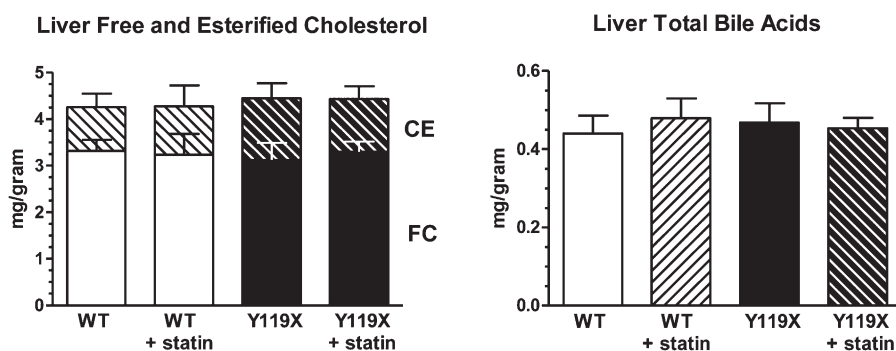 Liver Free and Esterified Cholesterol
mg/gram
5
4
3
2
1
0
CE
FC
WT
WT
+ statin
Y119X
Y119X
+ statin
Liver Total Bile Acids
mg/gram
0.6
0.4
0.2
0.0
WT
WT
+ statin
Y119X
Y119X
+ statin